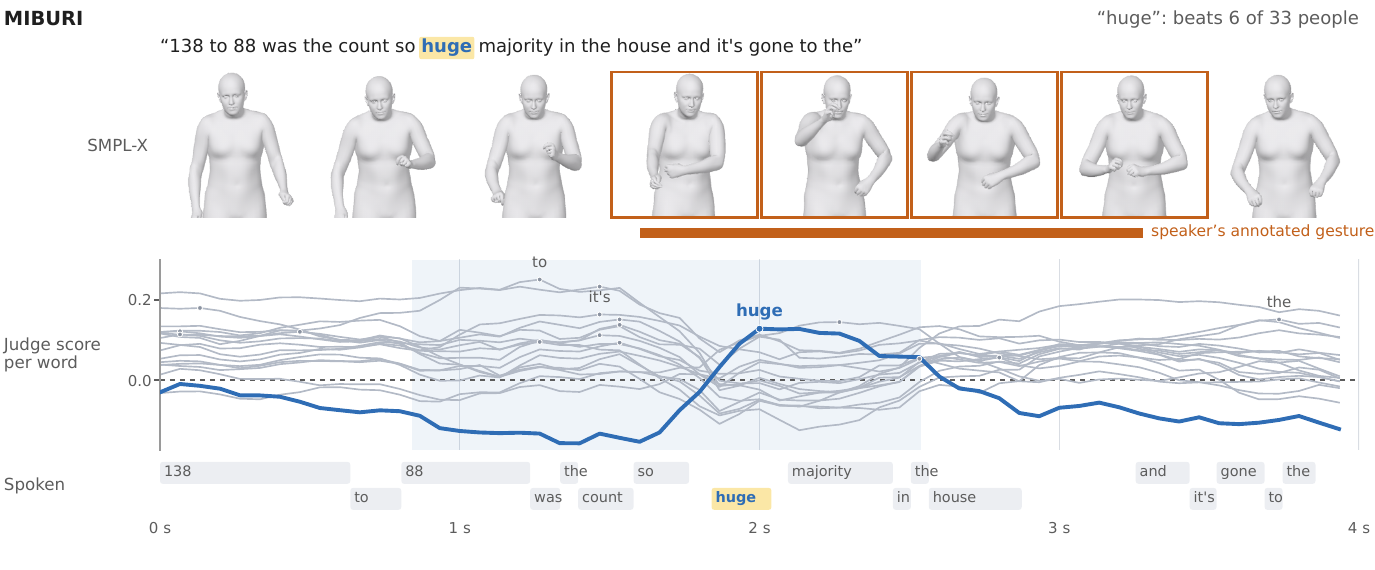 MIBURI
“huge”: beats 6 of 33 people
“138 to 88 was the count so huge majority in the house and it's gone to the”
SMPL-X
speaker’s annotated gesture
to
it's
huge
the
0.2
Judge score
per word
0.0
138
88
the
so
majority
the
and
gone
the
Spoken
to
was
count
huge
in
house
it's
to
0 s
1 s
2 s
3 s
4 s